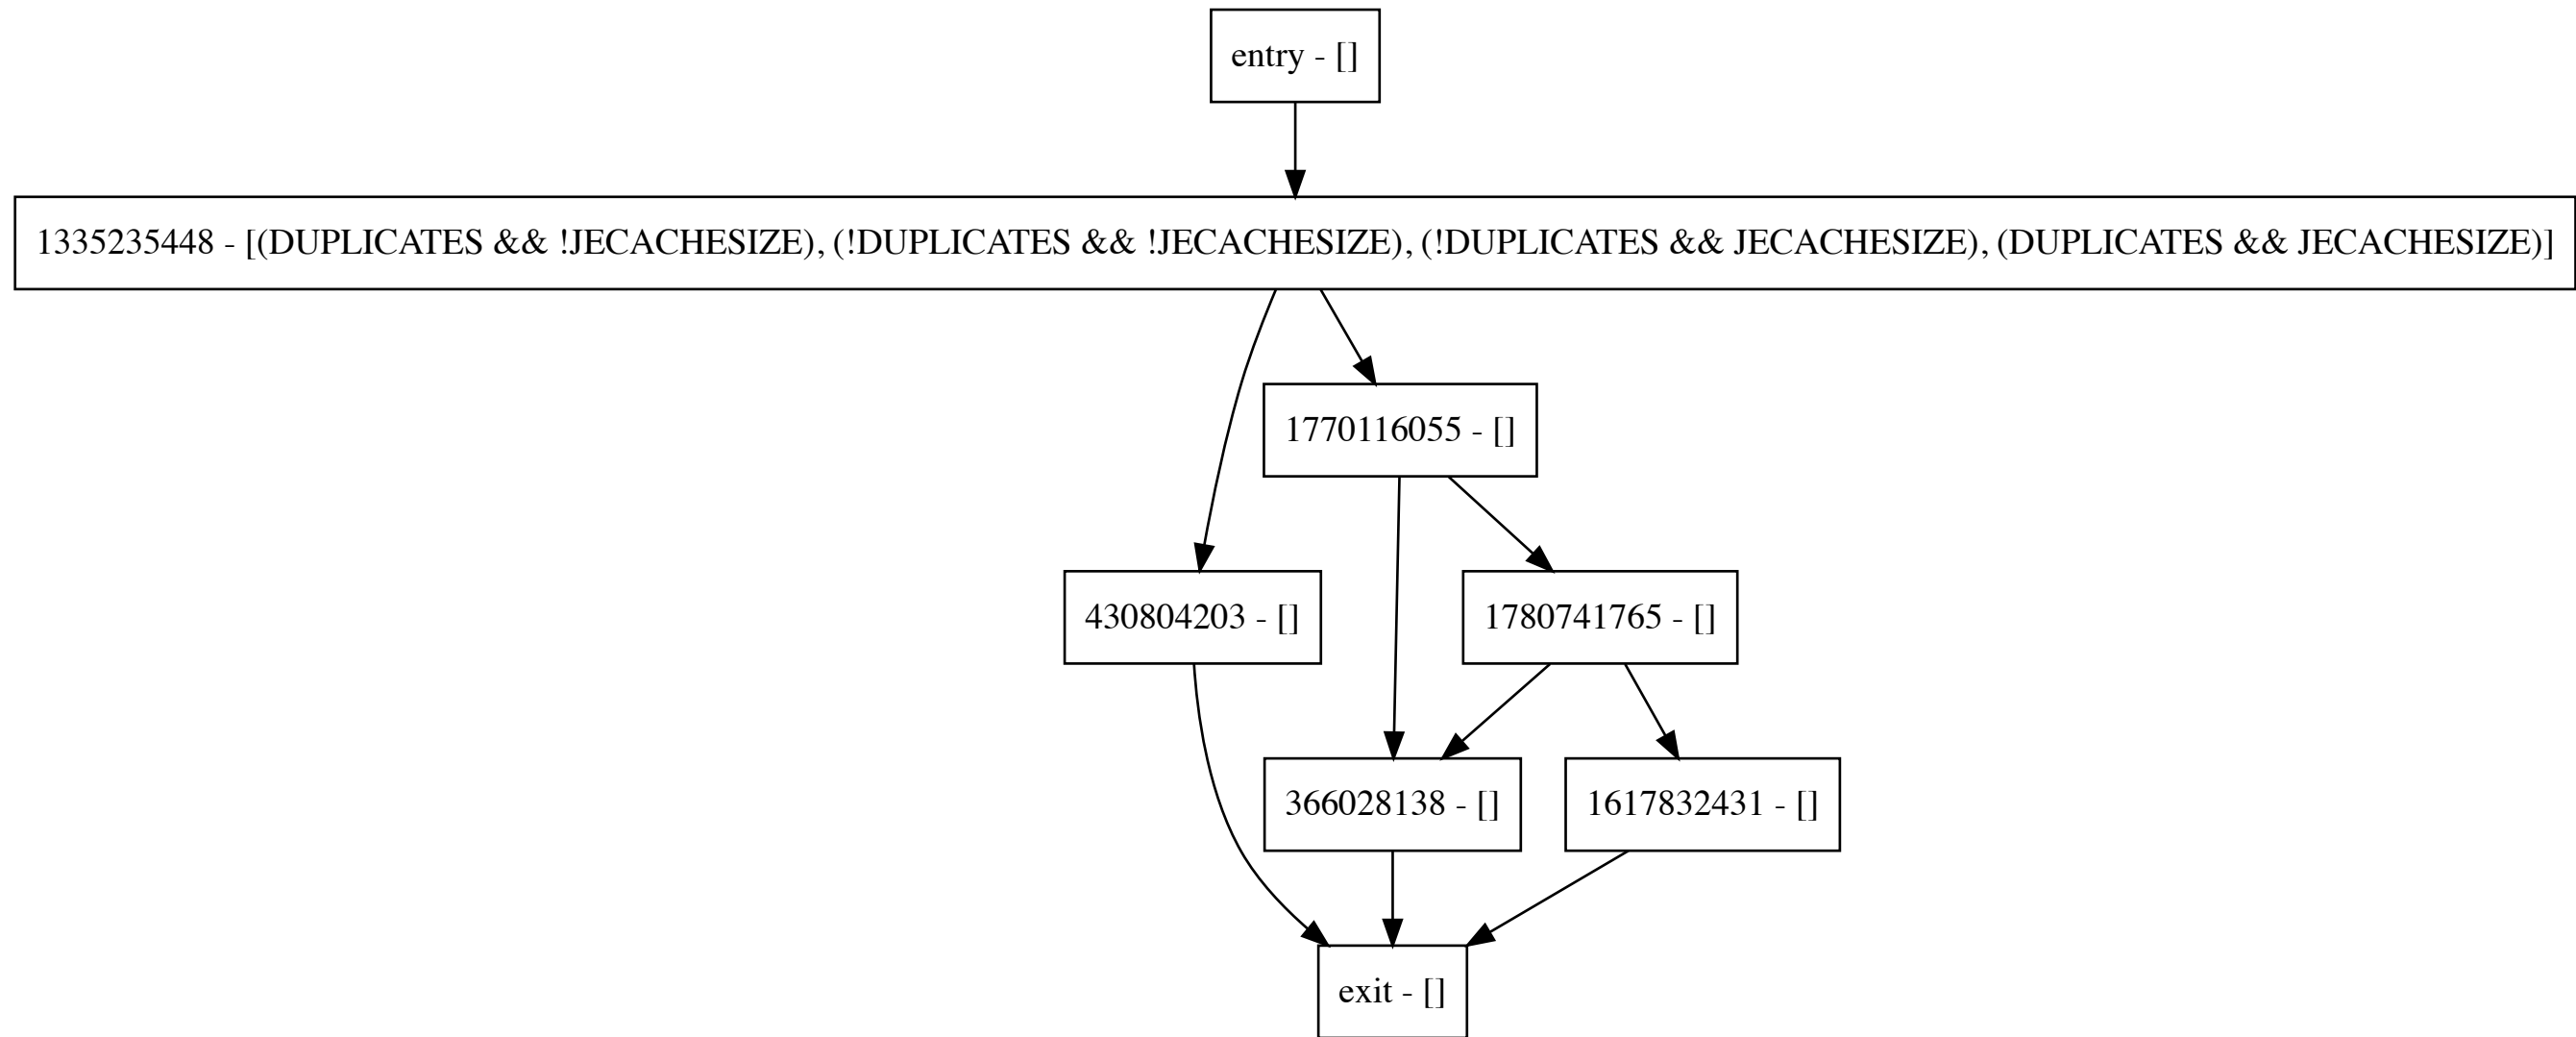 entry - []
1335235448 - [(DUPLICATES && !JECACHESIZE), (!DUPLICATES && !JECACHESIZE), (!DUPLICATES && JECACHESIZE), (DUPLICATES && JECACHESIZE)]
1770116055 - []
430804203 - []
1780741765 - []
366028138 - []
1617832431 - []
exit - []